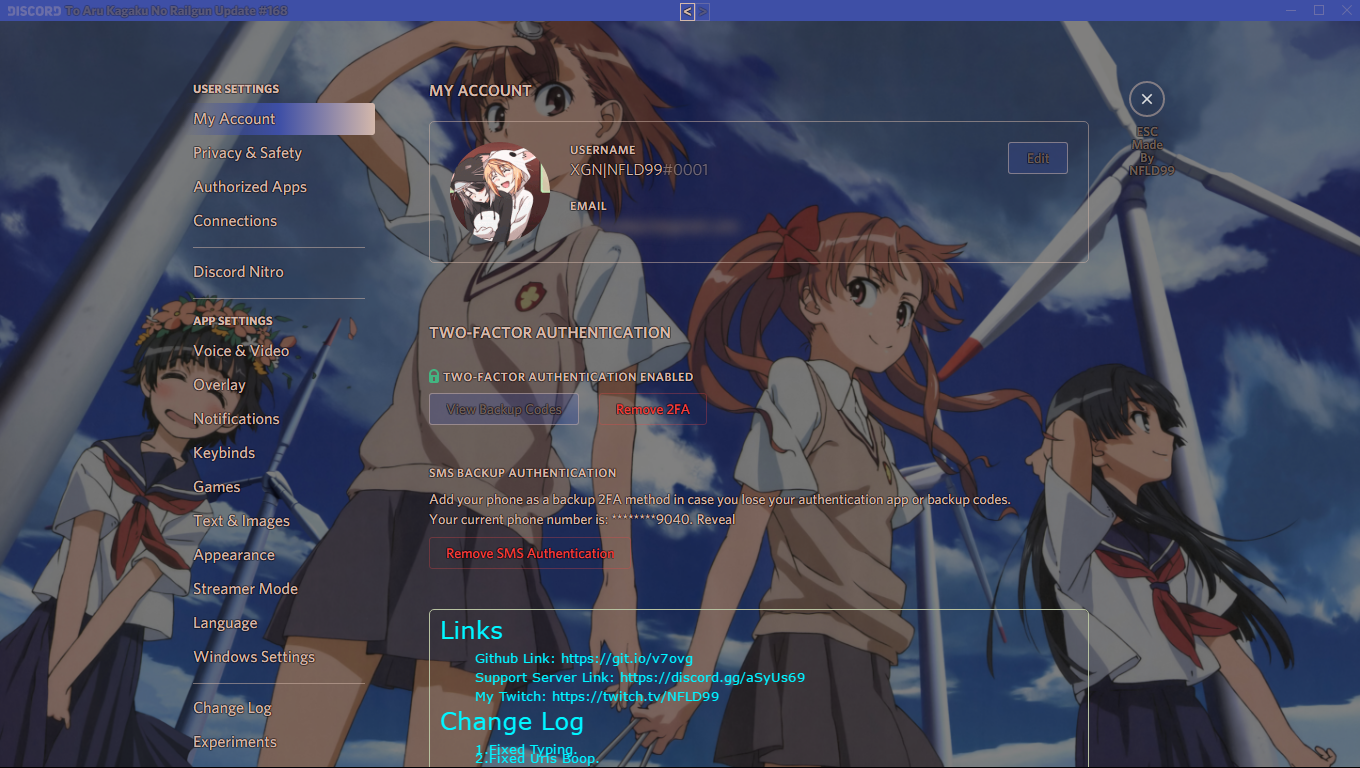 DISCORD To Aru Kagaku No Railgun Update #168
< >
USER SETTINGS
My Account
Privacy & Safety
Authorized Apps
Connections
Discord Nitro
APP SETTINGS
Voice & Video
Overlay
Notifications
Keybinds
Games
Text & Images
Appearance
Streamer Mode
Language
Windows Settings
Change Log
Experiments
MY ACCOUNT
USERNAME
XGN|NFLD99#0001
EMAIL
Edit
TWO-FACTOR AUTHENTICATION
TWO-FACTOR AUTHENTICATION ENABLED
View Backup Codes
Remove 2FA
SMS BACKUP AUTHENTICATION
Add your phone as a backup 2FA method in case you lose your authentication app or backup codes.
Your current phone number is: ********9040. Reveal
Remove SMS Authentication
Links
Github Link: https://git.io/v7ovg
Support Server Link: https://discord.gg/aSyUs69
My Twitch: https://twitch.tv/NFLD99
Change Log
1.Fixed Typing.
2.Fixed Urls Boop.
ESC
Made
By
NFLD99